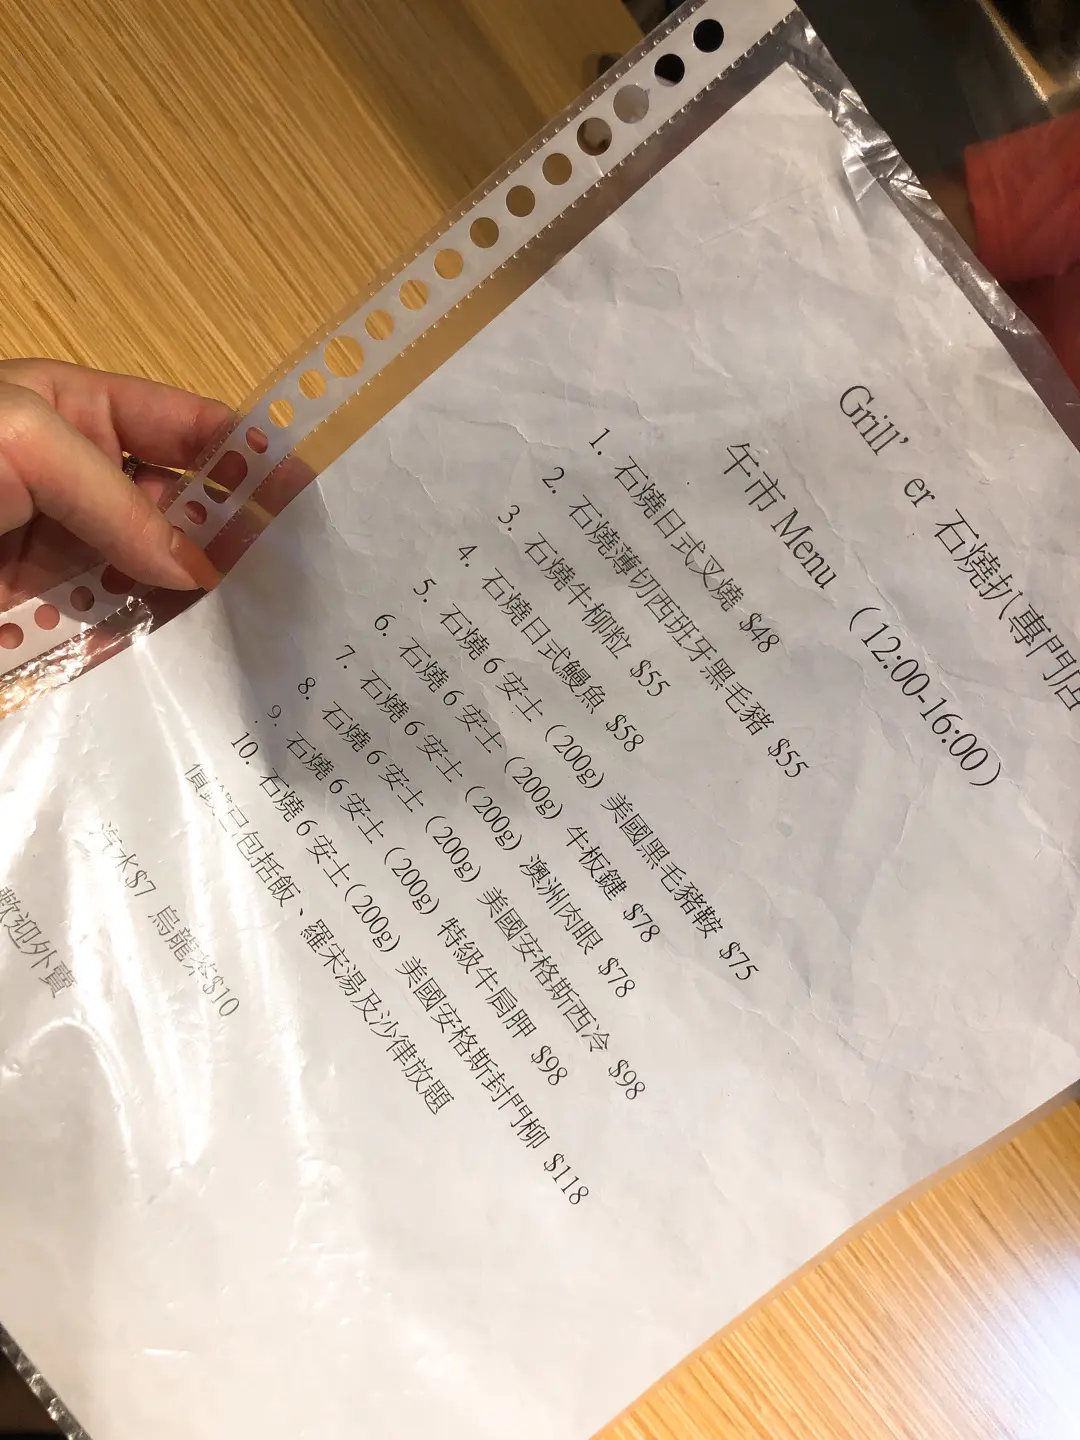 Grill'er 石燒扒專門店
午市 Menu (12:00-16:00)
1. 石燒日式叉燒 $48
2. 石燒薄切西班牙黑毛豬 $55
3. 石燒牛柳粒 $55
4. 石燒日式鰻魚 $58
5. 石燒 6 安士 (200g) 美國黑毛豬鞍 $75
6. 石燒 6 安士 (200g) 牛板鍵 $78
7. 石燒 6 安士 (200g) 澳洲肉眼 $78
8. 石燒 6 安士 (200g) 美國安格斯西冷 $98
9. 石燒 6 安士 (200g) 特級牛肩胛 $98
10. 石燒 6 安士(200g) 美國安格斯封門柳 $118
價錢已包括飯、羅宋湯及沙律放題
汽水$7 烏龍茶$10
歡迎外賣